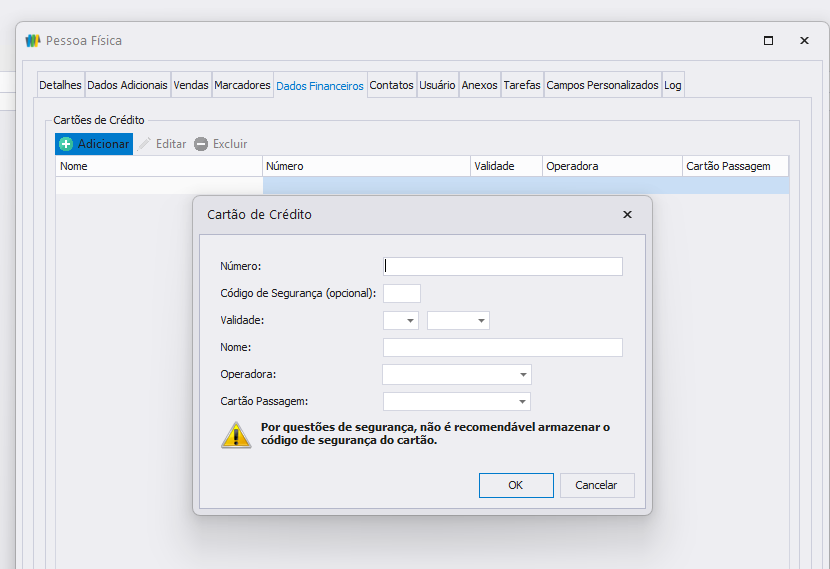 Pessoa Física
Detalhes Dados Adicionais Vendas Marcadores Dados Financeiros Contatos Usuário Anexos Tarefas Campos Personalizados Log
Cartões de Crédito
Adicionar Editar Excluir
Nome Número Validade Operadora Cartão Passagem
Cartão de Crédito
Número:
Código de Segurança (opcional):
Validade:
Nome:
Operadora:
Cartão Passagem:
Por questões de segurança, não é recomendável armazenar o
código de segurança do cartão.
OK Cancelar